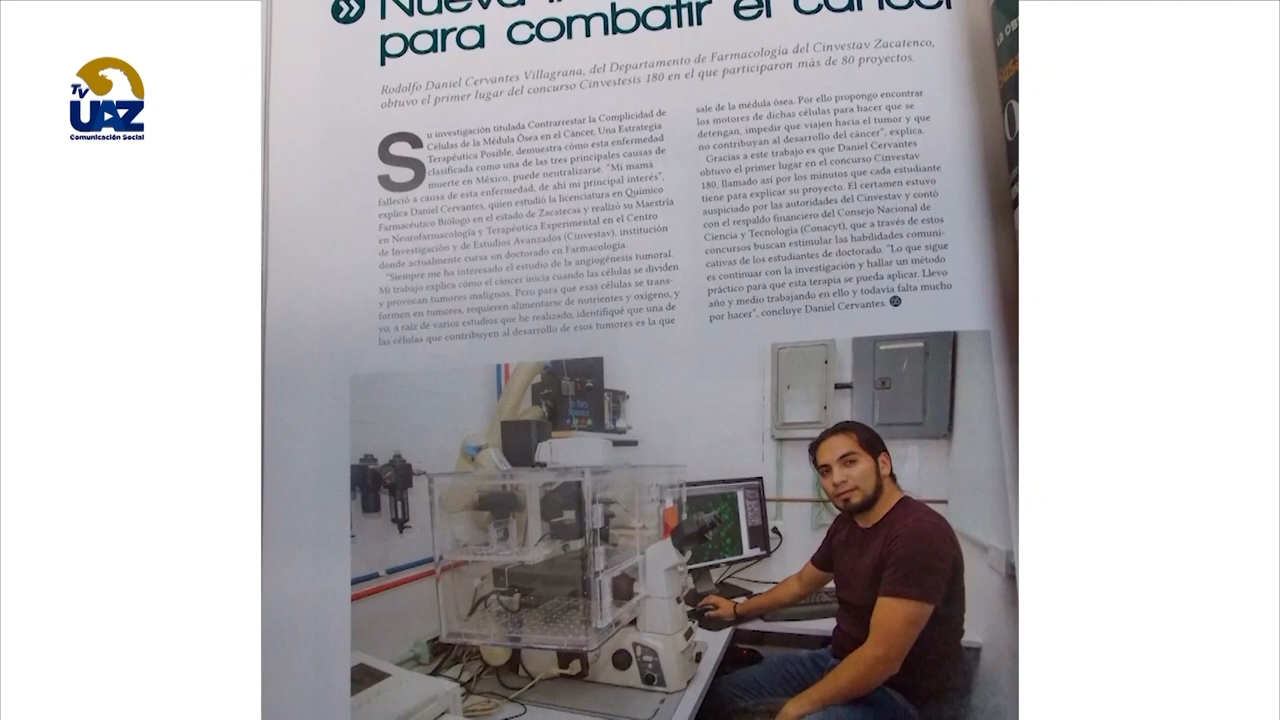 TV
UAZ
Comunicación Social
Nueva
para combatir el cáncer
Rodolfo Daniel Cervantes Villagrana, del Departamento de Farmacología del Cinvestav Zacatenco,
obtuvo el primer lugar del concurso Cinvestesis 180 en el que participaron más de 80 proyectos.
Su investigación titulada Contrarrestar la Complicidad de
Células de la Médula Ósea en el Cáncer, Una Estrategia
Terapéutica Posible, demuestra cómo esta enfermedad
clasificada como una de las tres principales causas de
muerte en México, puede neutralizarse. "Mi mamá
falleció a causa de esta enfermedad, de ahí mi principal interés",
explica Daniel Cervantes, quien estudió la licenciatura en Químico
Farmacéutico Biólogo en el estado de Zacatecas y realizó su Maestría
en Neurofarmacología y Terapéutica Experimental en el Centro
de Investigación y de Estudios Avanzados (Cinvestav), institución
donde actualmente cursa un doctorado en Farmacología.
"Siempre me ha interesado el estudio de la angiogénesis tumoral.
Mi trabajo explica cómo el cáncer inicia cuando las células se dividen
y provocan tumores malignos. Pero para que esas células se trans-
formen en tumores, requieren alimentarse de nutrientes y oxígeno, y
yo, a raíz de varios estudios que he realizado, identifiqué que una de
las células que contribuyen al desarrollo de esos tumores es la que
sale de la médula ósea. Por ello propongo encontrar
los motores de dichas células para hacer que se
detengan, impedir que viajen hacia el tumor y que
no contribuyan al desarrollo del cáncer", explica.
Gracias a este trabajo es que Daniel Cervantes
obtuvo el primer lugar en el concurso Cinvestav
180, llamado así por los minutos que cada estudiante
tiene para explicar su proyecto. El certamen estuvo
auspiciado por las autoridades del Cinvestav y contó
con el respaldo financiero del Consejo Nacional de
Ciencia y Tecnología (Conacyt), que a través de estos
concursos buscan estimular las habilidades comuni-
cativas de los estudiantes de doctorado. "Lo que sigue
es continuar con la investigación y hallar un método
práctico para que esta terapia se pueda aplicar. Llevo
año y medio trabajando en ello y todavía falta mucho
por hacer", concluye Daniel Cervantes.